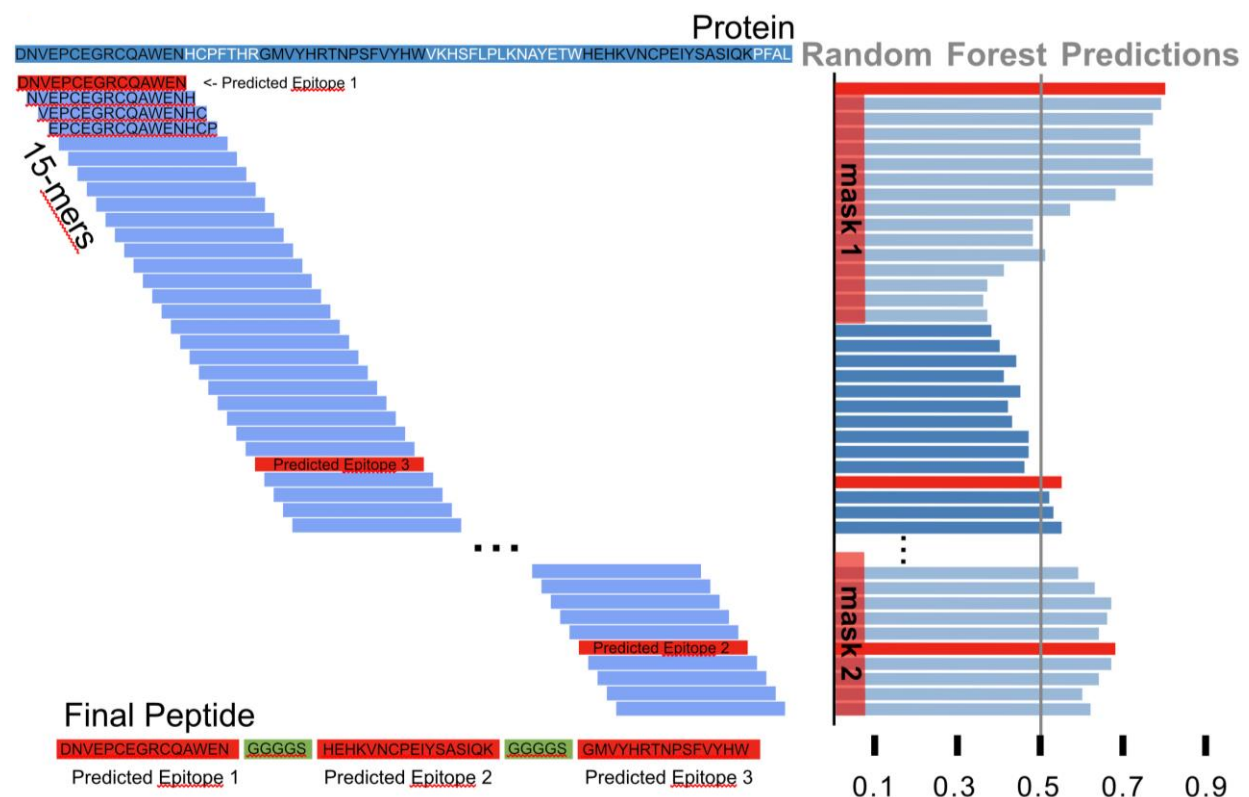 Protein
DNVEPCEGRCQAWENHCPFTHRGMVYHRTNPSFVYHWVKHSFLPLKNAYETWHEHKVNCPEIYSASIQKPFAL
Random Forest Predictions
DNVEPCEGRCQAWEN <- Predicted Epitope 1
NVEPCEGRCQAWENH
VEPCEGRCQAWENHC
EPCEGRCQAWENHCP
15-mers
mask 1
Predicted Epitope 3
...
mask 2
Predicted Epitope 2
Final Peptide
DNVEPCEGRCQAWEN GGGGS HEHKVNCPEIYSASIQK GGGGS GMVYHRTNPSFVYHW
Predicted Epitope 1 Predicted Epitope 2 Predicted Epitope 3
0.1 0.3 0.5 0.7 0.9